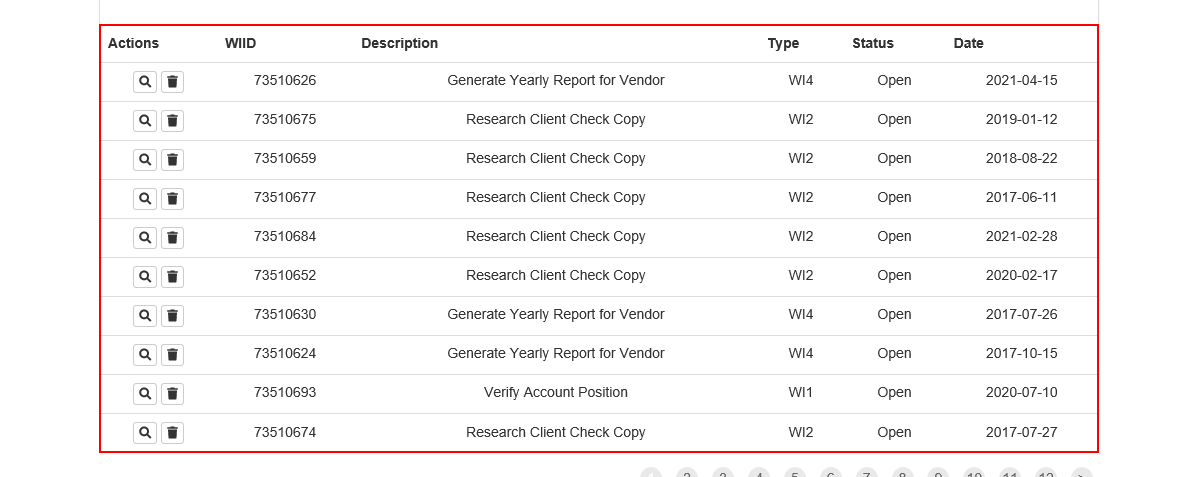 Actions WIID Description Type Status Date
73510626 Generate Yearly Report for Vendor WI4 Open 2021-04-15
73510675 Research Client Check Copy WI2 Open 2019-01-12
73510659 Research Client Check Copy WI2 Open 2018-08-22
73510677 Research Client Check Copy WI2 Open 2017-06-11
73510684 Research Client Check Copy WI2 Open 2021-02-28
73510652 Research Client Check Copy WI2 Open 2020-02-17
73510630 Generate Yearly Report for Vendor WI4 Open 2017-07-26
73510624 Generate Yearly Report for Vendor WI4 Open 2017-10-15
73510693 Verify Account Position WI1 Open 2020-07-10
73510674 Research Client Check Copy WI2 Open 2017-07-27
1 2 3 4 5 6 7 8 9 10 11 12 >